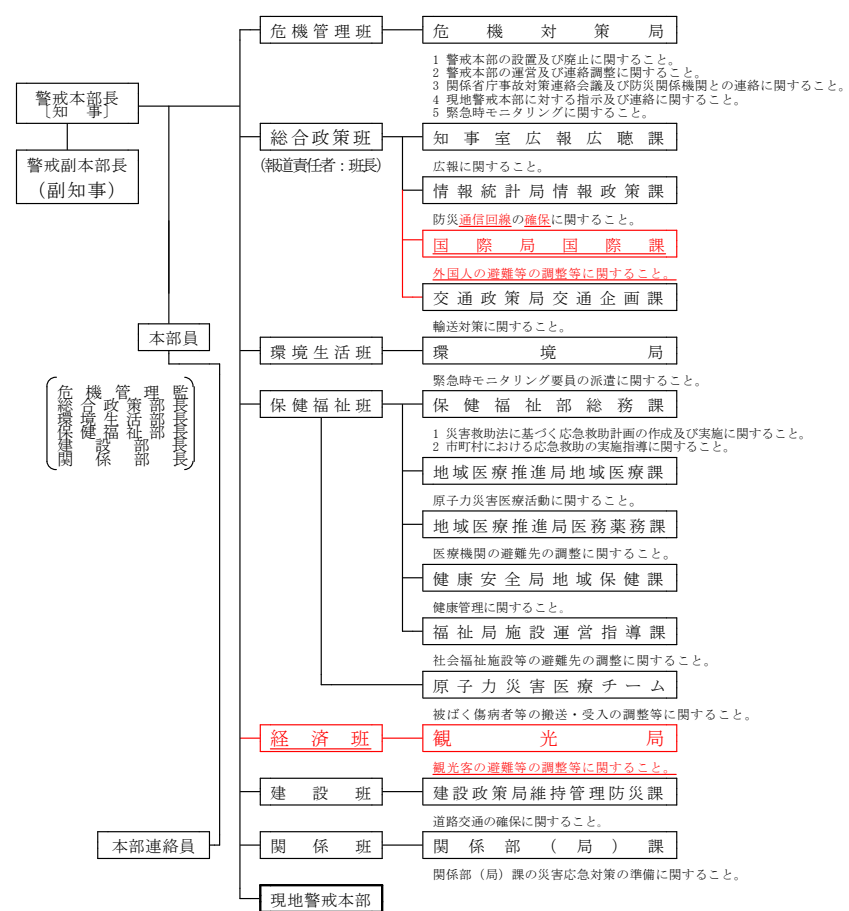 危機管理班
危機対策局
1 警戒本部の設置及び廃止に関すること。
2 警戒本部の運営及び連絡調整に関すること。
3 関係省庁事故対策連絡会議及び防災関係機関との連絡に関すること。
4 現地警戒本部に対する指示及び連絡に関すること。
5 緊急時モニタリングに関すること。
警戒本部長
〔知事〕
警戒副本部長
(副知事)
総合政策班
(報道責任者:班長)
知事室広報広聴課
広報に関すること。
情報統計局情報政策課
防災通信回線の確保に関すること。
国際局国際課
外国人の避難等の調整等に関すること。
交通政策局交通企画課
輸送対策に関すること。
本部員
危機管理監
総合政策部長
環境生活部長
保健福祉部長
建設部長
関係部長
環境生活班
環境局
緊急時モニタリング要員の派遣に関すること。
保健福祉班
保健福祉部総務課
1 災害救助法に基づく応急救助計画の作成及び実施に関すること。
2 市町村における応急救助の実施指導に関すること。
地域医療推進局地域医療課
原子力災害医療活動に関すること。
地域医療推進局医務薬務課
医療機関の避難先の調整に関すること。
健康安全局地域保健課
健康管理に関すること。
福祉局施設運営指導課
社会福祉施設等の避難先の調整に関すること。
原子力災害医療チーム
被ばく傷病者等の搬送・受入の調整等に関すること。
経済班
観光局
観光客の避難等の調整等に関すること。
建設班
建設政策局維持管理防災課
道路交通の確保に関すること。
本部連絡員
関係班
関係部(局)課
関係部(局)課の災害応急対策の準備に関すること。
現地警戒本部